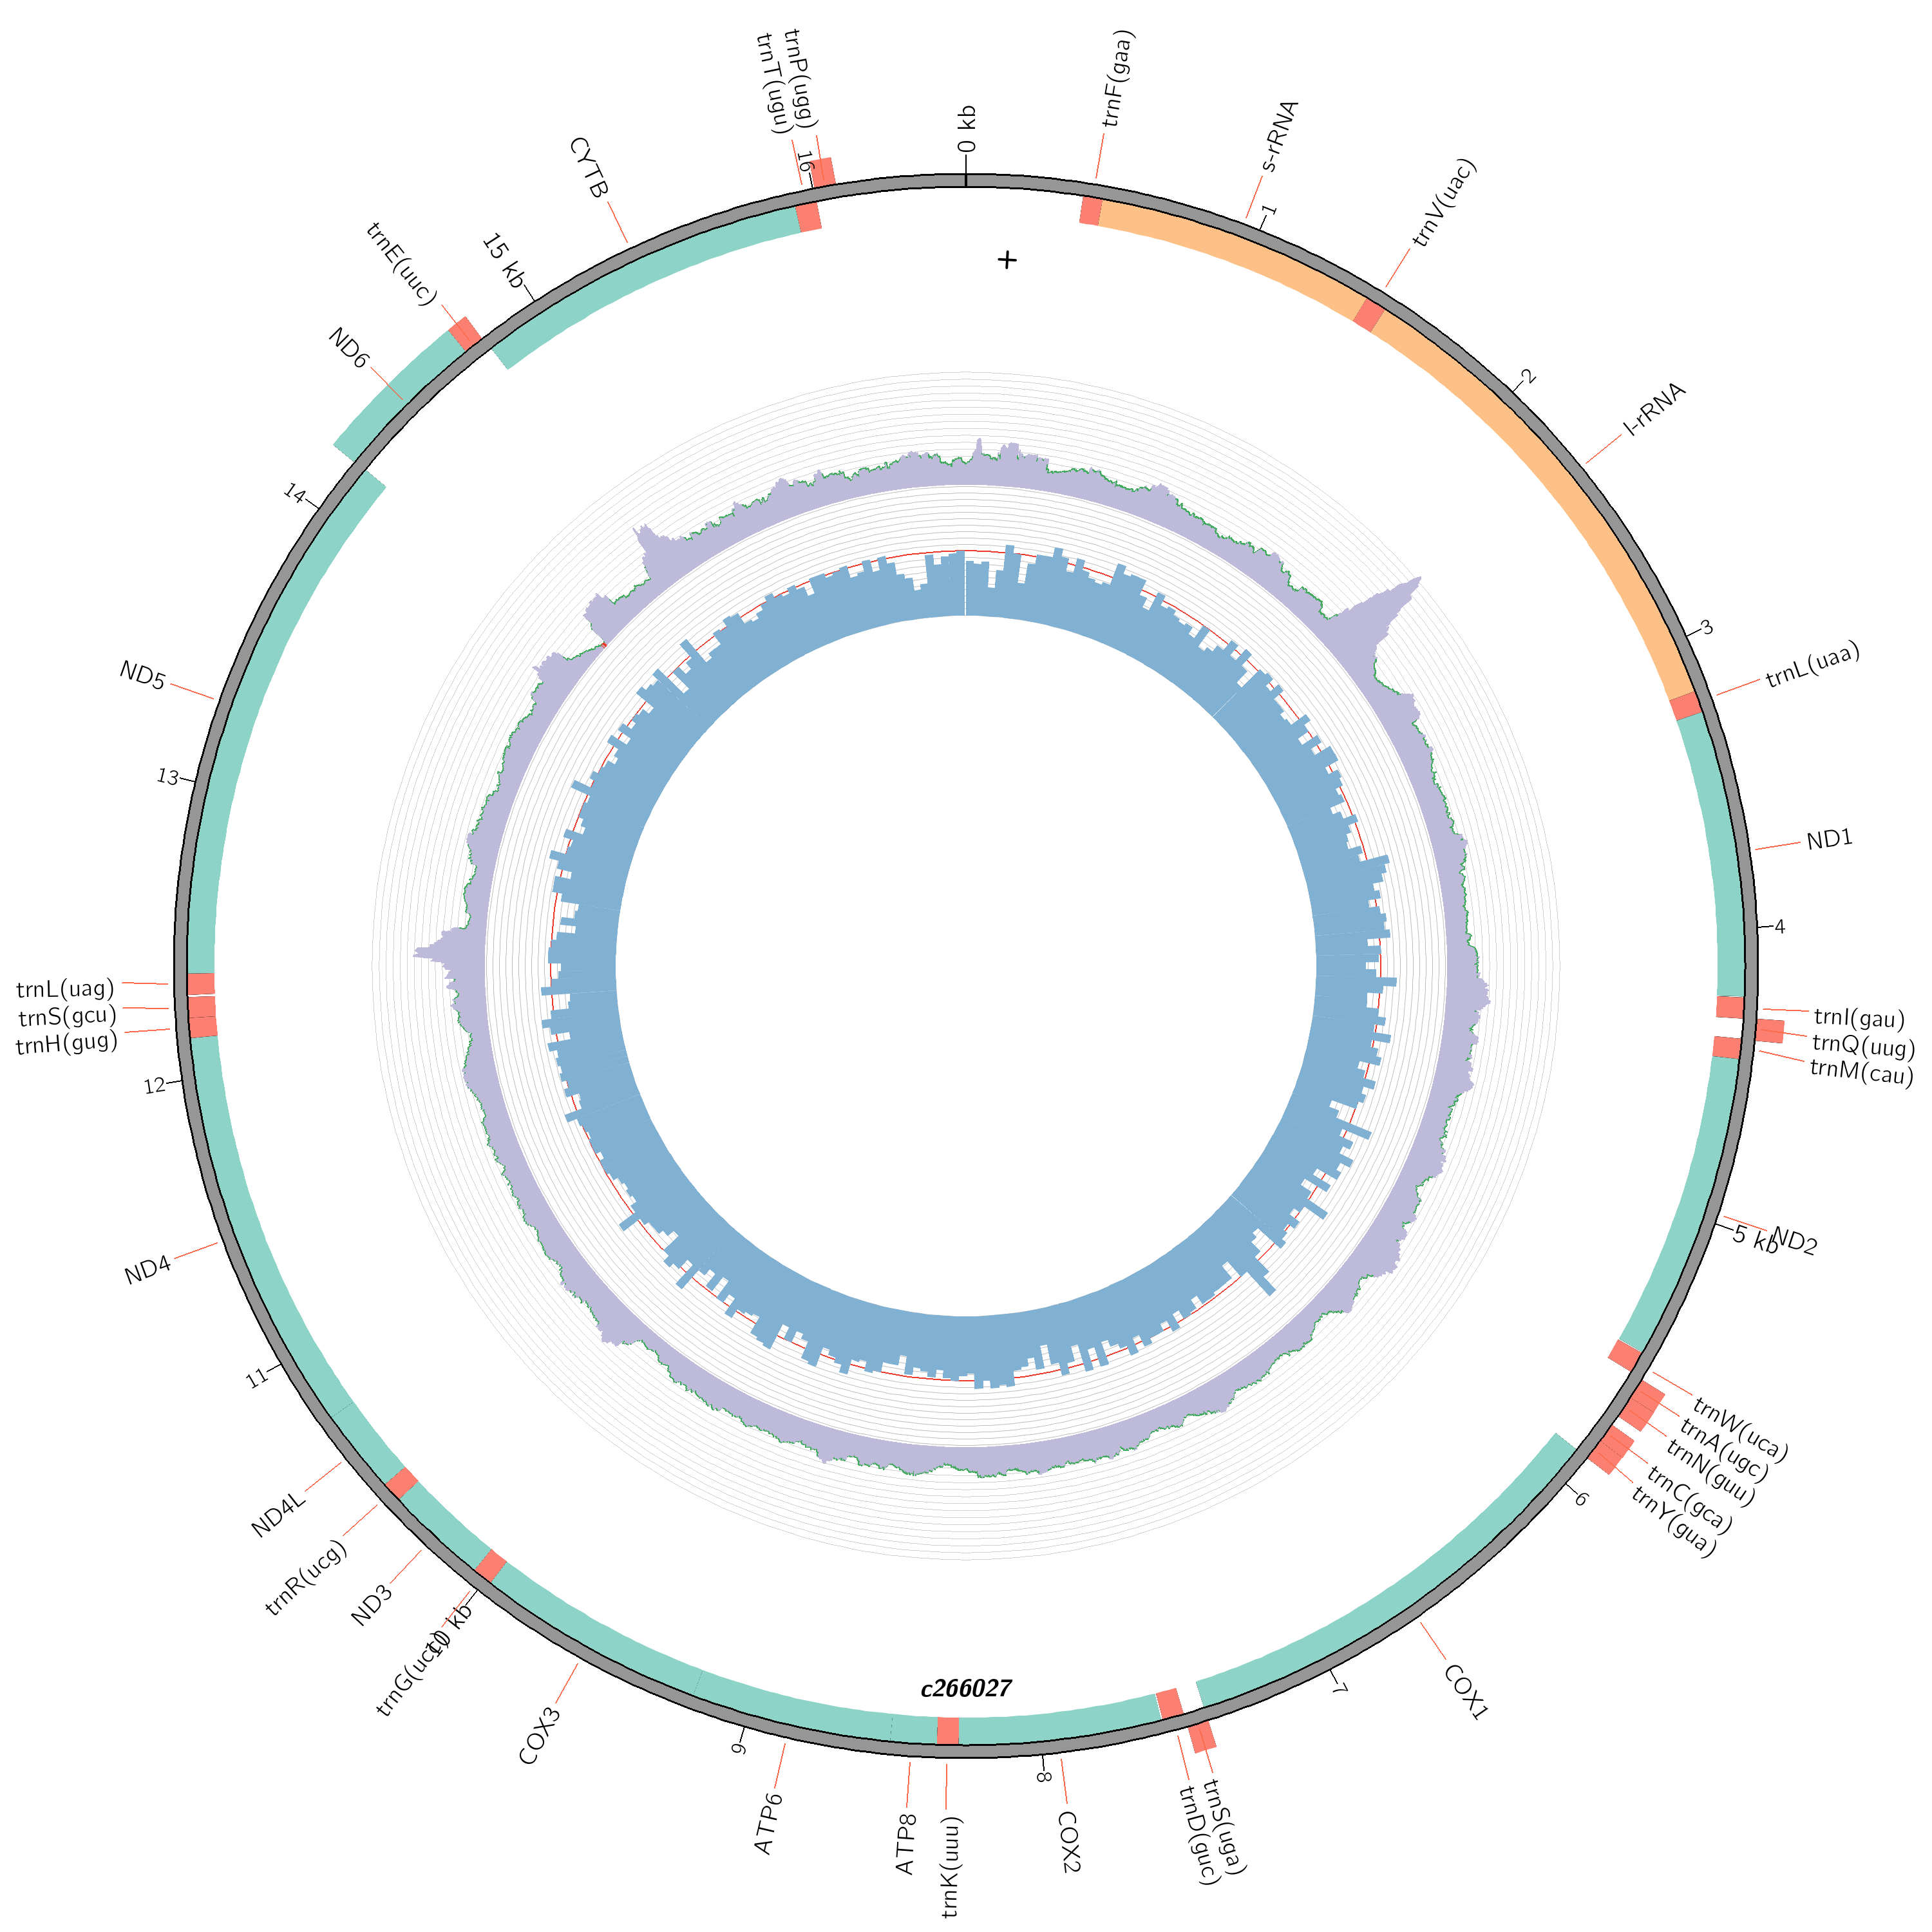 0 kb
trnF(gaa)
s-rRNA
1
trnV(uac)
2
l-rRNA
3
trnL(uaa)
ND1
4
trnI(gau)
trnQ(uug)
trnM(cau)
5 kb
ND2
trnW(uca)
trnA(ugc)
trnN(guu)
trnC(gca)
trnY(gua)
6
COX1
7
trnS(uga)
trnD(guc)
COX2
8
trnK(uuu)
ATP8
ATP6
9
COX3
10 kb
trnG(ucc)
ND3
trnR(ucg)
ND4L
11
ND4
12
trnH(gug)
trnS(gcu)
trnL(uag)
13
ND5
14
ND6
trnE(uuc)
15 kb
CYTB
trnT(ugu)
trnP(ugg)
16
+
c266027